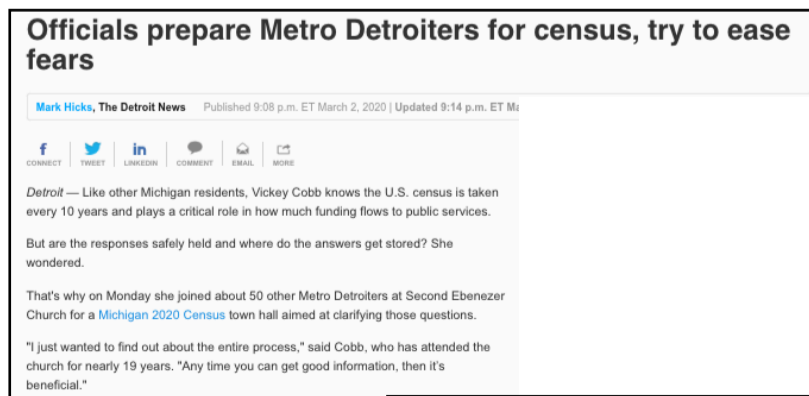 Officials prepare Metro Detroiters for census, try to ease
fears
Mark Hicks, The Detroit News Published 9:08 p.m. ET March 2, 2020 | Updated 9:14 p.m. ET
CONNECT TWEET LINKEDIN COMMENT EMAIL MORE
Detroit — Like other Michigan residents, Vickey Cobb knows the U.S. census is taken
every 10 years and plays a critical role in how much funding flows to public services.
But are the responses safely held and where do the answers get stored? She
wondered.
That's why on Monday she joined about 50 other Metro Detroiters at Second Ebenezer
Church for a Michigan 2020 Census town hall aimed at clarifying those questions.
"I just wanted to find out about the entire process," said Cobb, who has attended the
church for nearly 19 years. "Any time you can get good information, then it's
beneficial."